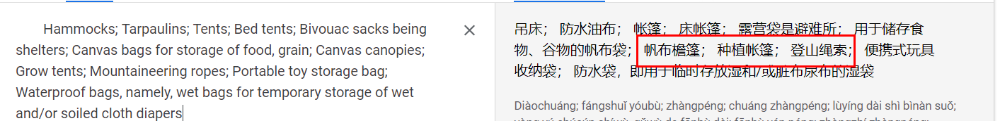 Hammocks; Tarpaulins; Tents; Bed tents; Bivouac sacks being
shelters; Canvas bags for storage of food, grain; Canvas canopies;
Grow tents; Mountaineering ropes; Portable toy storage bag;
Waterproof bags, namely, wet bags for temporary storage of wet
and/or soiled cloth diapers
吊床； 防水油布； 帐篷； 床帐篷； 露营袋是避难所； 用于储存食
物、谷物的帆布袋； 帆布檐篷； 种植帐篷； 登山绳索； 便携式玩具
收纳袋； 防水袋，即用于临时存放湿和/或脏布尿布的湿袋
Diàochuáng; fángshuǐ yóubù; zhàngpéng; chuáng zhàngpéng; lùyíng dài shì bìnàn suǒ;